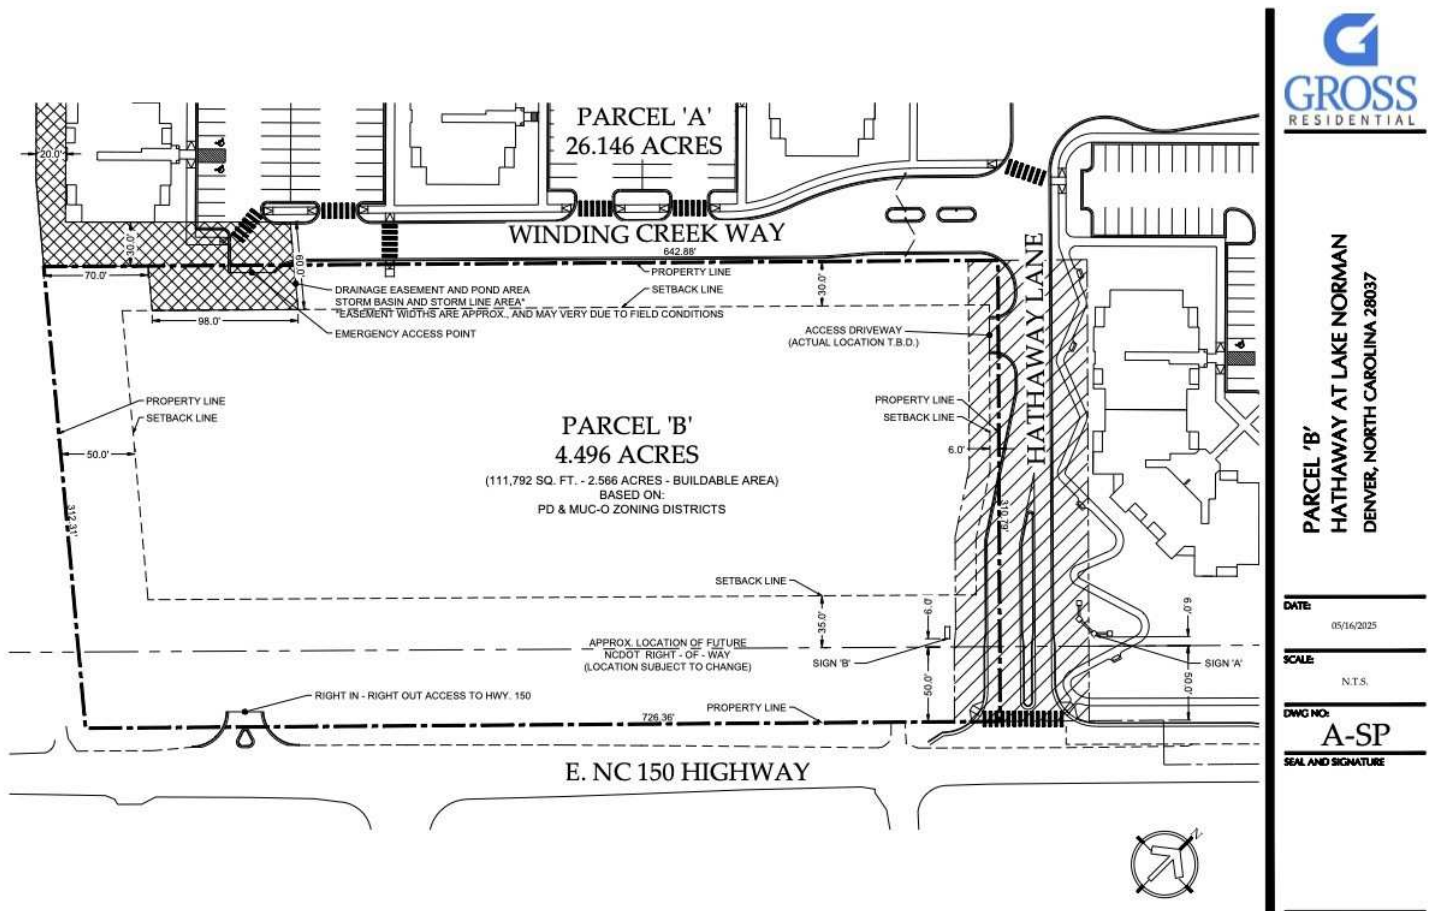 GROSS
RESIDENTIAL
PARCEL 'A'
26.146 ACRES
20.0'
30.0'
60.0'
WINDING CREEK WAY
642.88'
PROPERTY LINE
SETBACK LINE
30.0'
70.0'
98.0'
DRAINAGE EASEMENT AND POND AREA
STORM BASIN AND STORM LINE AREA*
*EASEMENT WIDTHS ARE APPROX., AND MAY VERY DUE TO FIELD CONDITIONS
EMERGENCY ACCESS POINT
ACCESS DRIVEWAY
(ACTUAL LOCATION T.B.D.)
HATHAWAY LANE
PROPERTY LINE
SETBACK LINE
50.0'
312.31'
PARCEL 'B'
4.496 ACRES
(111,792 SQ. FT. - 2.566 ACRES - BUILDABLE AREA)
BASED ON:
PD & MUC-O ZONING DISTRICTS
PROPERTY LINE
SETBACK LINE
6.0'
310.79'
SETBACK LINE
35.0'
6.0'
6.0'
APPROX. LOCATION OF FUTURE
NCDOT RIGHT - OF - WAY
(LOCATION SUBJECT TO CHANGE)
SIGN 'B'
SIGN 'A'
50.0'
50.0'
RIGHT IN - RIGHT OUT ACCESS TO HWY. 150
726.36'
PROPERTY LINE
E. NC 150 HIGHWAY
N
PARCEL 'B'
HATHAWAY AT LAKE NORMAN
DENVER, NORTH CAROLINA 28037
DATE:
05/16/2025
SCALE:
N.T.S.
DWG NO:
A-SP
SEAL AND SIGNATURE